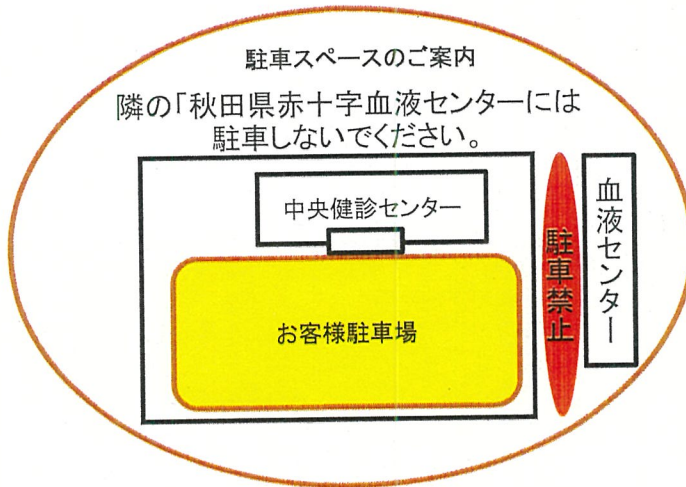 駐車スペースのご案内
隣の「秋田県赤十字血液センターには
駐車しないでください。
中央健診センター
お客様駐車場
駐車禁止
血液センター